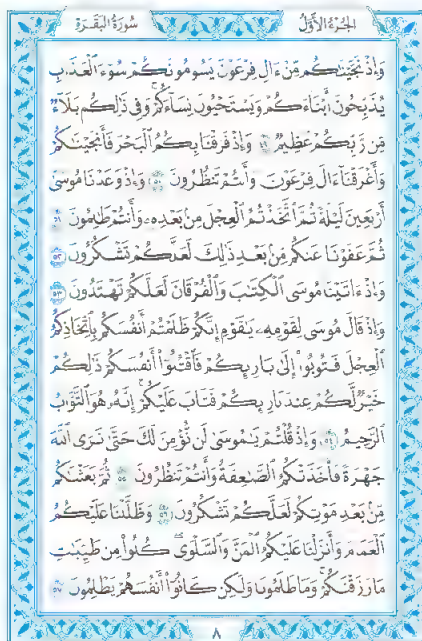 الجزء الأول سورة البقرة
وَإِذْ نَجَّيْنَـٰكُم مِّنْ ءَالِ فِرْعَوْنَ يَسُومُونَكُمْ سُوٓءَ ٱلْعَذَابِ
يُذَبِّحُونَ أَبْنَآءَكُمْ وَيَسْتَحْيُونَ نِسَآءَكُمْ ۚ وَفِى ذَٰلِكُم بَلَآءٌ
مِّن رَّبِّكُمْ عَظِيمٌ ٤٩ وَإِذْ فَرَقْنَا بِكُمُ ٱلْبَحْرَ فَأَنجَيْنَـٰكُمْ
وَأَغْرَقْنَآ ءَالَ فِرْعَوْنَ وَأَنتُمْ تَنظُرُونَ ٥٠ وَإِذْ وَٰعَدْنَا مُوسَىٰٓ
أَرْبَعِينَ لَيْلَةً ثُمَّ ٱتَّخَذْتُمُ ٱلْعِجْلَ مِنۢ بَعْدِهِۦ وَأَنتُمْ ظَـٰلِمُونَ ٥١
ثُمَّ عَفَوْنَا عَنكُم مِّنۢ بَعْدِ ذَٰلِكَ لَعَلَّكُمْ تَشْكُرُونَ ٥٢
وَإِذْ ءَاتَيْنَا مُوسَى ٱلْكِتَـٰبَ وَٱلْفُرْقَانَ لَعَلَّكُمْ تَهْتَدُونَ ٥٣
وَإِذْ قَالَ مُوسَىٰ لِقَوْمِهِۦ يَـٰقَوْمِ إِنَّكُمْ ظَلَمْتُمْ أَنفُسَكُم بِٱتِّخَاذِكُمُ
ٱلْعِجْلَ فَتُوبُوٓا۟ إِلَىٰ بَارِئِكُمْ فَٱقْتُلُوٓا۟ أَنفُسَكُمْ ذَٰلِكُمْ
خَيْرٌ لَّكُمْ عِندَ بَارِئِكُمْ فَتَابَ عَلَيْكُمْ ۚ إِنَّهُۥ هُوَ ٱلتَّوَّابُ
ٱلرَّحِيمُ ٥٤ وَإِذْ قُلْتُمْ يَـٰمُوسَىٰ لَن نُّؤْمِنَ لَكَ حَتَّىٰ نَرَى ٱللَّهَ
جَهْرَةً فَأَخَذَتْكُمُ ٱلصَّـٰعِقَةُ وَأَنتُمْ تَنظُرُونَ ٥٥ ثُمَّ بَعَثْنَـٰكُم
مِّنۢ بَعْدِ مَوْتِكُمْ لَعَلَّكُمْ تَشْكُرُونَ ٥٦ وَظَلَّلْنَا عَلَيْكُمُ
ٱلْغَمَامَ وَأَنزَلْنَا عَلَيْكُمُ ٱلْمَنَّ وَٱلسَّلْوَىٰ ۖ كُلُوا۟ مِن طَيِّبَـٰتِ
مَا رَزَقْنَـٰكُمْ ۖ وَمَا ظَلَمُونَا وَلَـٰكِن كَانُوٓا۟ أَنفُسَهُمْ يَظْلِمُونَ ٥٧
٨